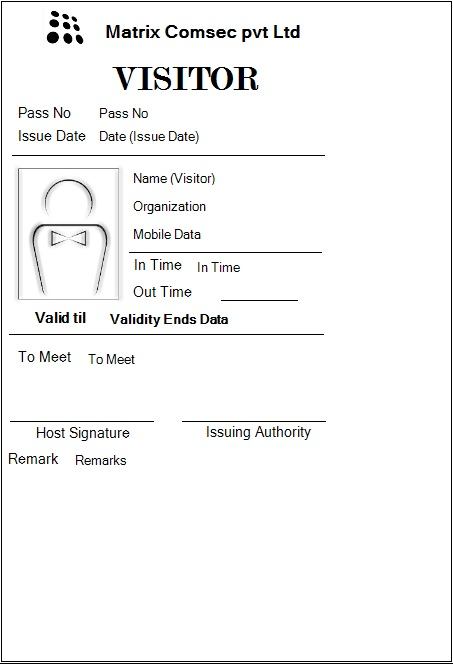 Matrix Comsec pvt Ltd
VISITOR
Pass No Pass No
Issue Date Date (Issue Date)
Name (Visitor)
Organization
Mobile Data
In Time In Time
Out Time
Valid til Validity Ends Data
To Meet To Meet
Host Signature Issuing Authority
Remark Remarks